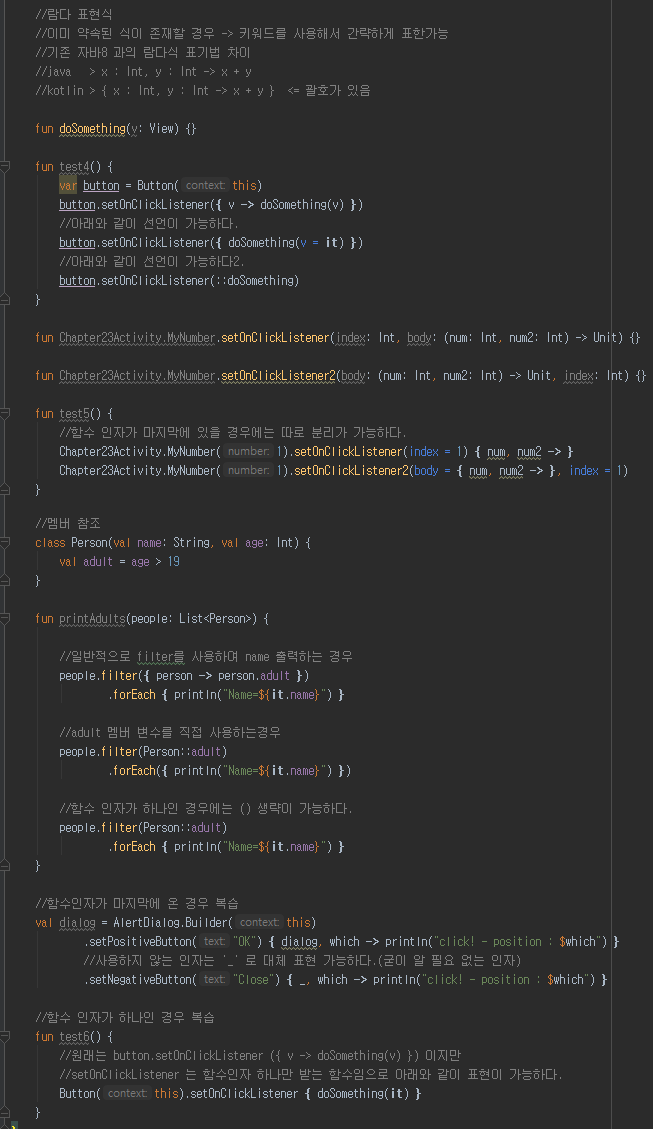 //람다 표현식
//이미 약속된 식이 존재할 경우 -> 키워드를 사용해서 간략하게 표한가능
//기존 자바8 과의 람다식 표기법 차이
//java   > x : Int, y : Int -> x + y
//kotlin > { x : Int, y : Int -> x + y }  <= 괄호가 있음
fun doSomething(v: View) {}
fun test4() {
var button = Button( context: this)
button.setOnClickListener({ v -> doSomething(v) })
//아래와 같이 선언이 가능하다.
button.setOnClickListener({ doSomething(v = it) })
//아래와 같이 선언이 가능하다2.
button.setOnClickListener(::doSomething)
}
fun Chapter23Activity.MyNumber.setOnClickListener(index: Int, body: (num: Int, num2: Int) -> Unit) {}
fun Chapter23Activity.MyNumber.setOnClickListener2(body: (num: Int, num2: Int) -> Unit, index: Int) {}
fun test5() {
//함수 인자가 마지막에 있을 경우에는 따로 분리가 가능하다.
Chapter23Activity.MyNumber( number: 1).setOnClickListener(index = 1) { num, num2 -> }
Chapter23Activity.MyNumber( number: 1).setOnClickListener2(body = { num, num2 -> }, index = 1)
}
//멤버 참조
class Person(val name: String, val age: Int) {
val adult = age > 19
}
fun printAdults(people: List<Person>) {
//일반적으로 filter를 사용하며 name 출력하는 경우
people.filter({ person -> person.adult })
.forEach { println("Name=${it.name}") }
//adult 멤버 변수를 직접 사용하는경우
people.filter(Person::adult)
.forEach({ println("Name=${it.name}") })
//함수 인자가 하나인 경우에는 () 생략이 가능하다.
people.filter(Person::adult)
.forEach { println("Name=${it.name}") }
}
//함수인자가 마지막에 온 경우 복습
val dialog = AlertDialog.Builder( context: this)
.setPositiveButton( text: "OK") { dialog, which -> println("click! - position : $which") }
//사용하지 않는 인자는 '_' 로 대체 표현 가능하다.(굳이 알 필요 없는 인자)
.setNegativeButton( text: "Close") { _, which -> println("click! - position : $which") }
//함수 인자가 하나인 경우 복습
fun test6() {
//원래는 button.setOnClickListener ({ v -> doSomething(v) }) 이지만
//setOnClickListener 는 함수인자 하나만 받는 함수임으로 아래와 같이 표현이 가능하다.
Button( context: this).setOnClickListener { doSomething(it) }
}